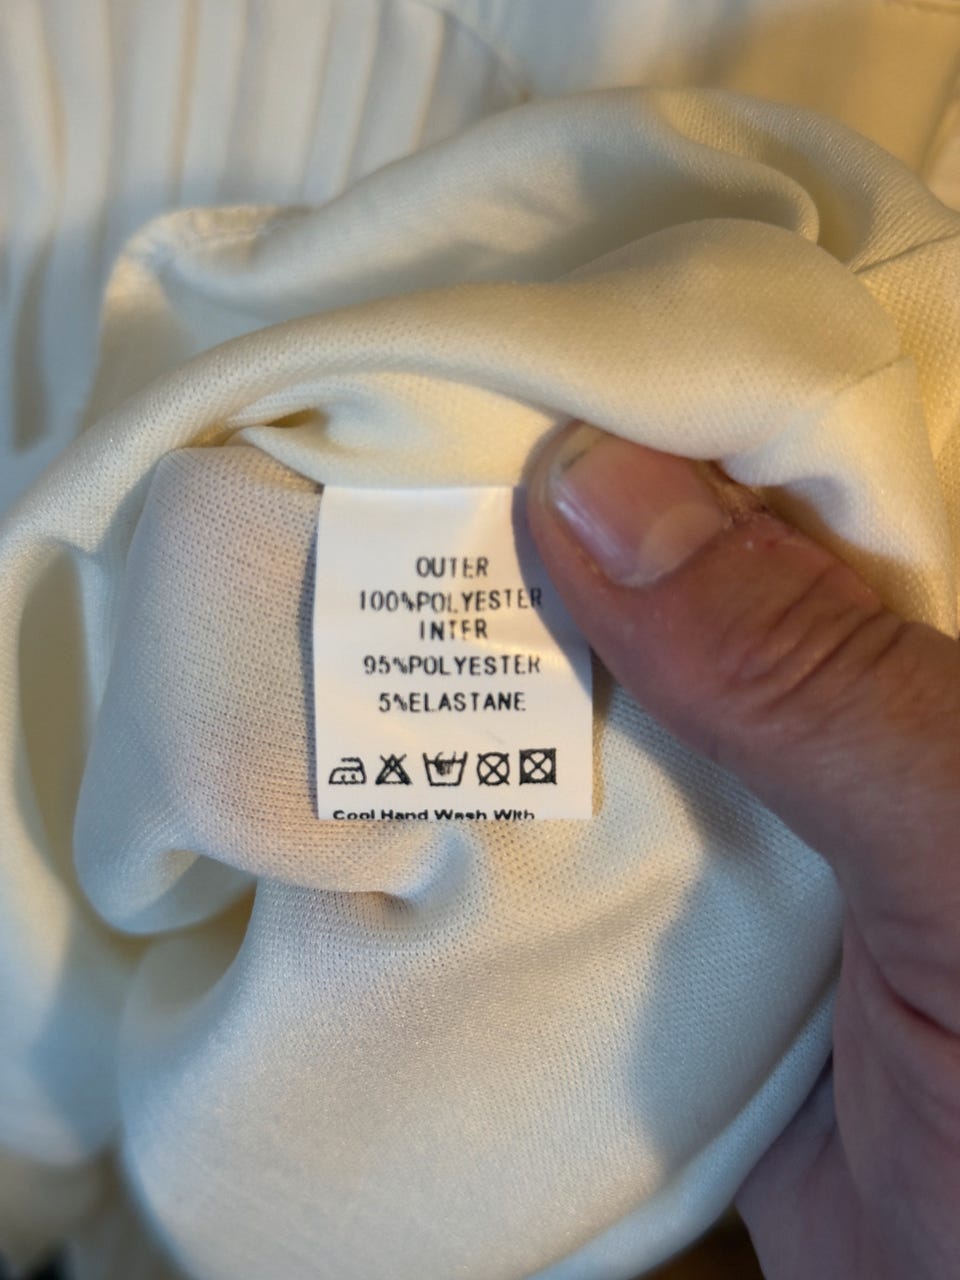 OUTER
100%POLYESTER
INTER
95%POLYESTER
5%ELASTANE
Cool Hand Wash With